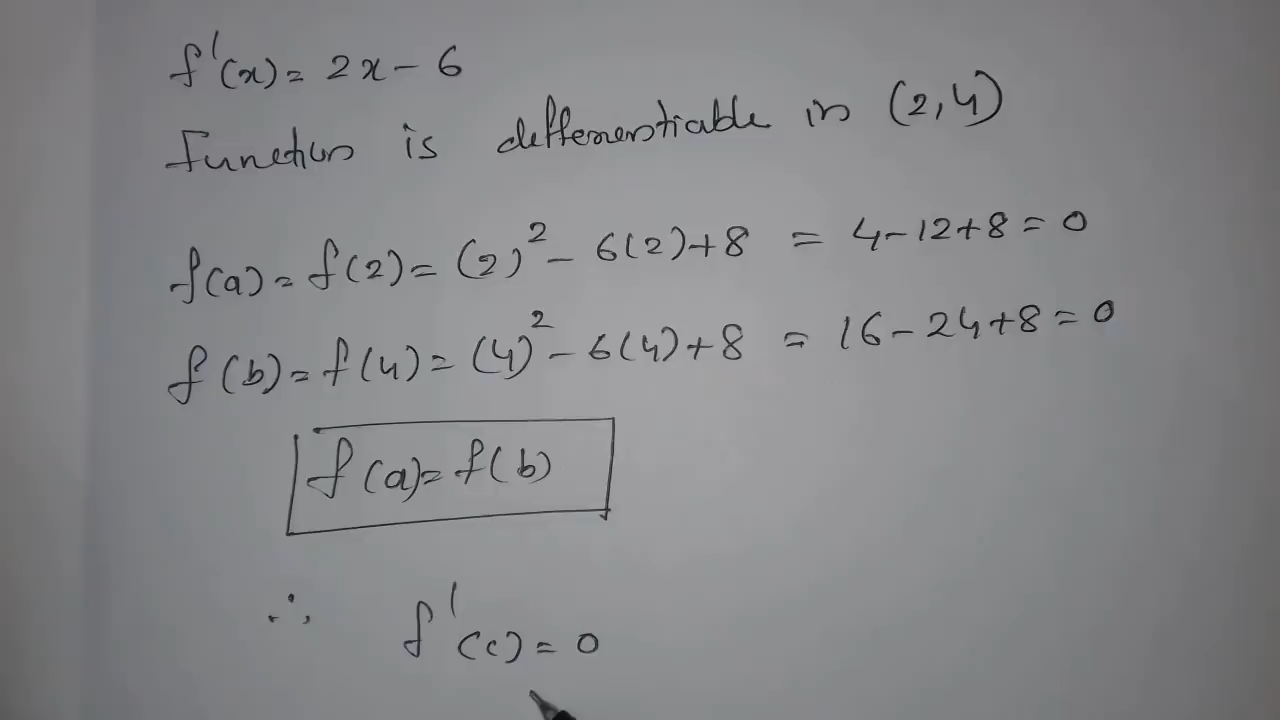 f'(x) = 2x - 6
Function is differentiable in (2,4)
f(a) = f(2) = (2)² - 6(2)+8 = 4-12+8 = 0
f(b) = f(4) = (4)² - 6(4)+8 = 16-24+8 = 0
f(a) = f(b)
∴ f'(c) = 0